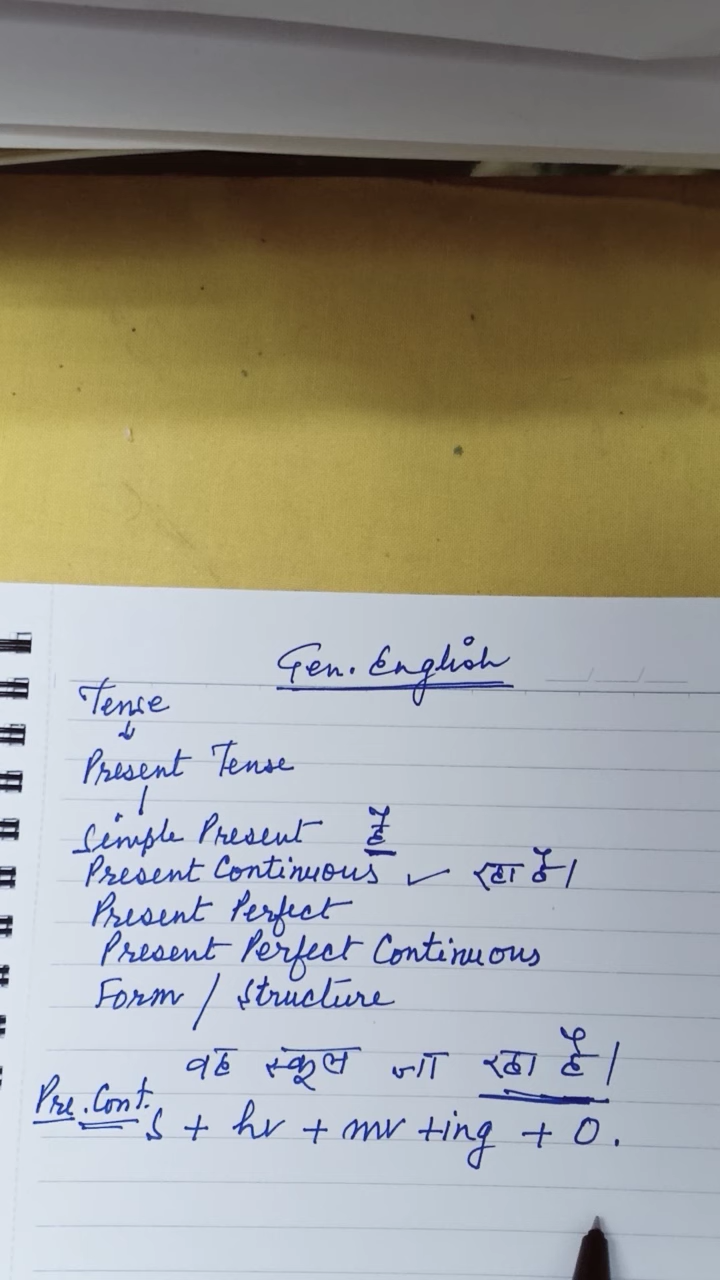 Gen. English
Tense
↓
Present Tense
Simple Present है
Present Continuous ✓ रहा है।
Present Perfect
Present Perfect Continuous
Form / Structure
वह स्कूल जा रहा है।
Pre. Cont.
S + hv + mv +ing + O.